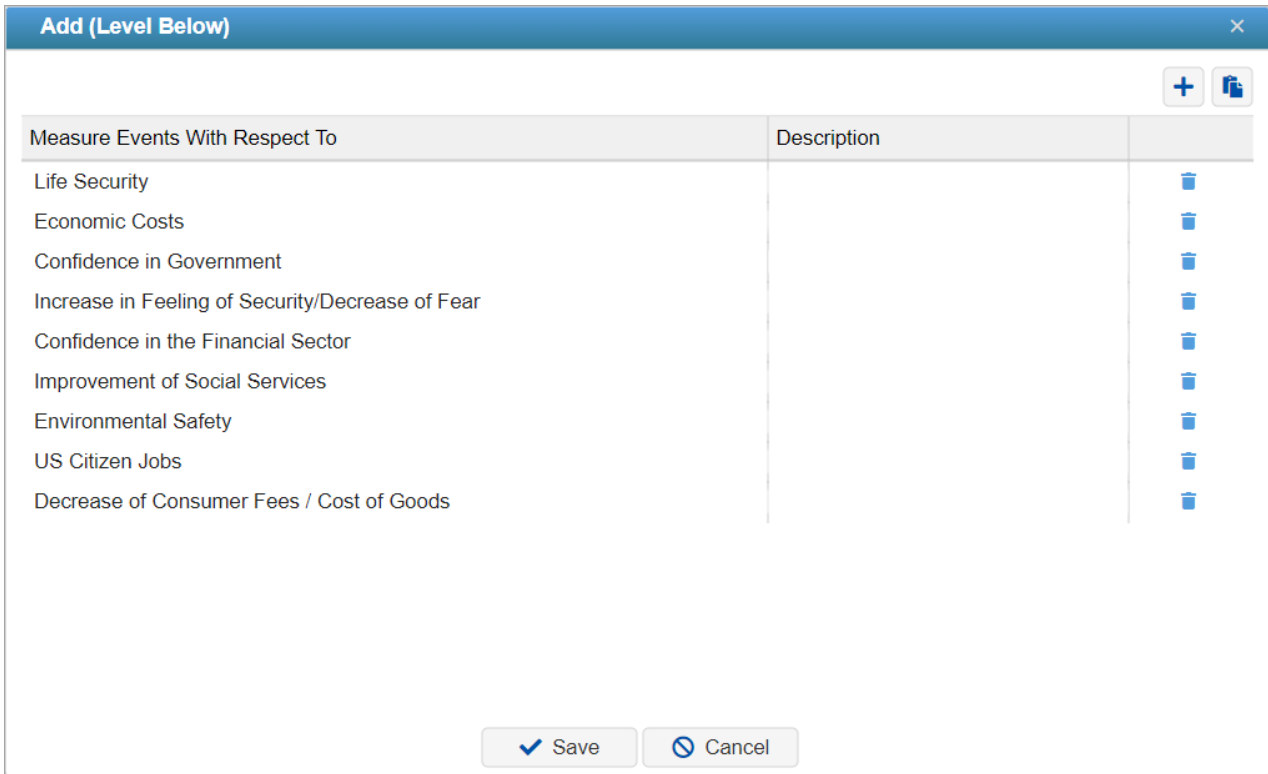 Add (Level Below)
Measure Events With Respect To Description
Life Security
Economic Costs
Confidence in Government
Increase in Feeling of Security/Decrease of Fear
Confidence in the Financial Sector
Improvement of Social Services
Environmental Safety
US Citizen Jobs
Decrease of Consumer Fees / Cost of Goods
Save Cancel